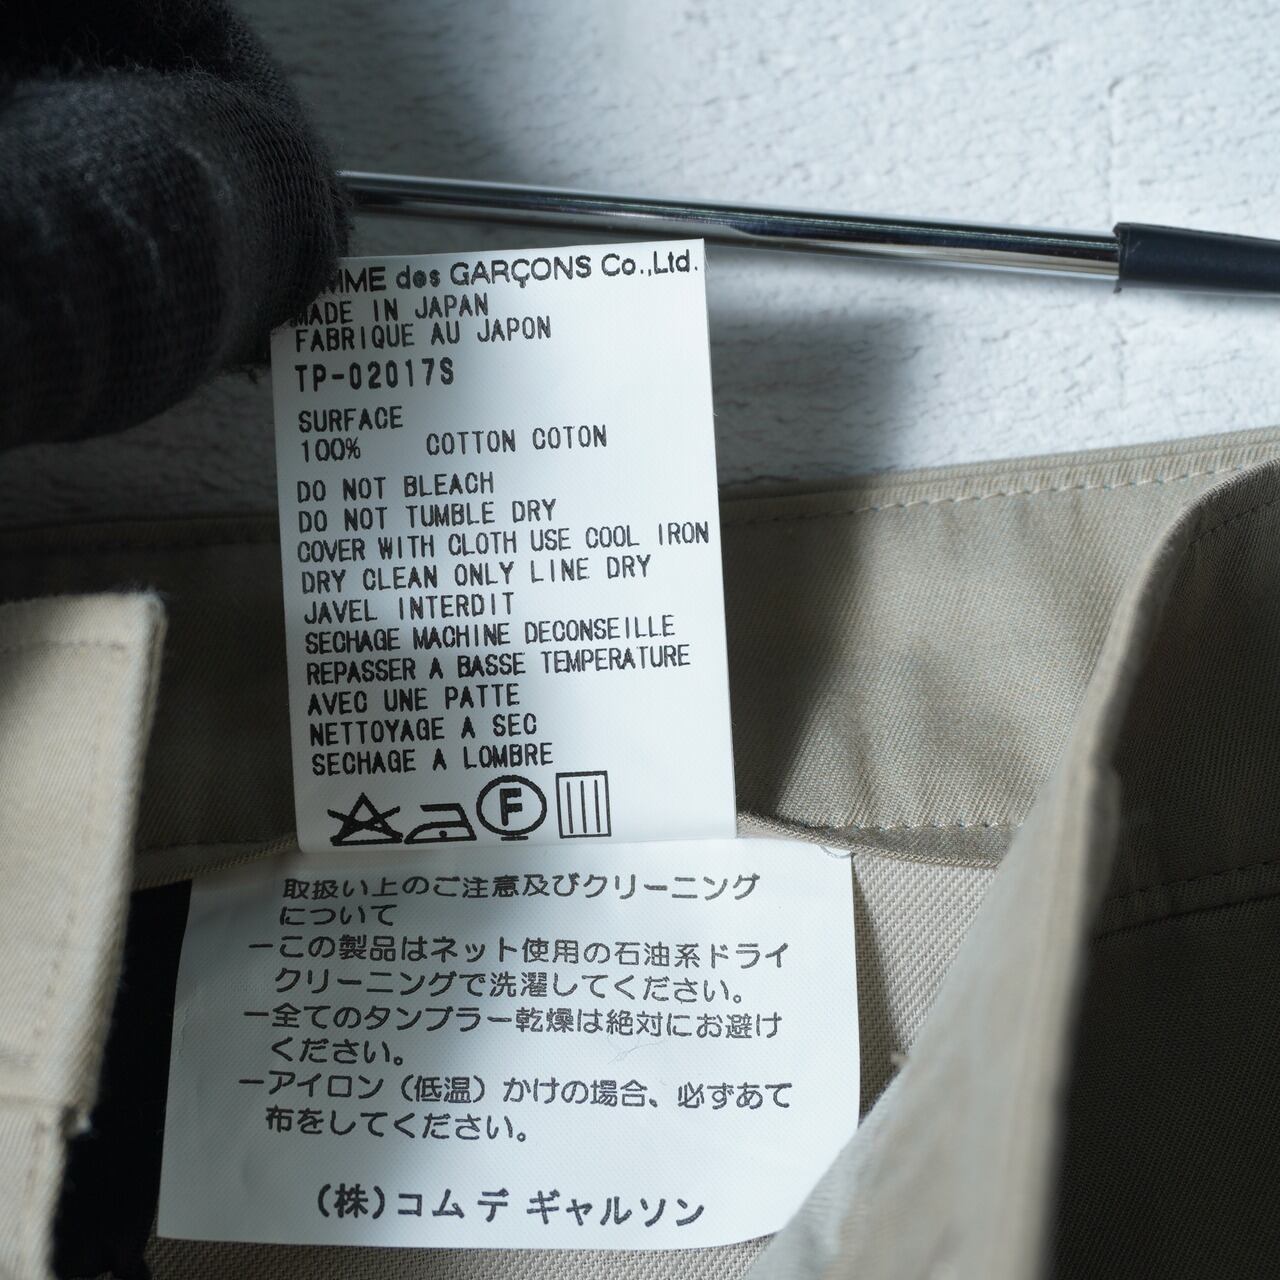 MME des GARÇONS Co.,Ltd.
MADE IN JAPAN
FABRIQUE AU JAPON
TP-02017S
SURFACE
100% COTTON COTON
DO NOT BLEACH
DO NOT TUMBLE DRY
COVER WITH CLOTH USE COOL IRON
DRY CLEAN ONLY LINE DRY
JAVEL INTERDIT
SECHAGE MACHINE DECONSEILLE
REPASSER A BASSE TEMPERATURE
AVEC UNE PATTE
NETTOYAGE A SEC
SECHAGE A LOMBRE
F
取扱い上のご注意及びクリーニング
について
ーこの製品はネット使用の石油系ドライ
クリーニングで洗濯してください。
ー全てのタンブラー乾燥は絶対にお避け
ください。
ーアイロン（低温）かけの場合、必ずあて
布をしてください。
(株)コム デ ギャルソン